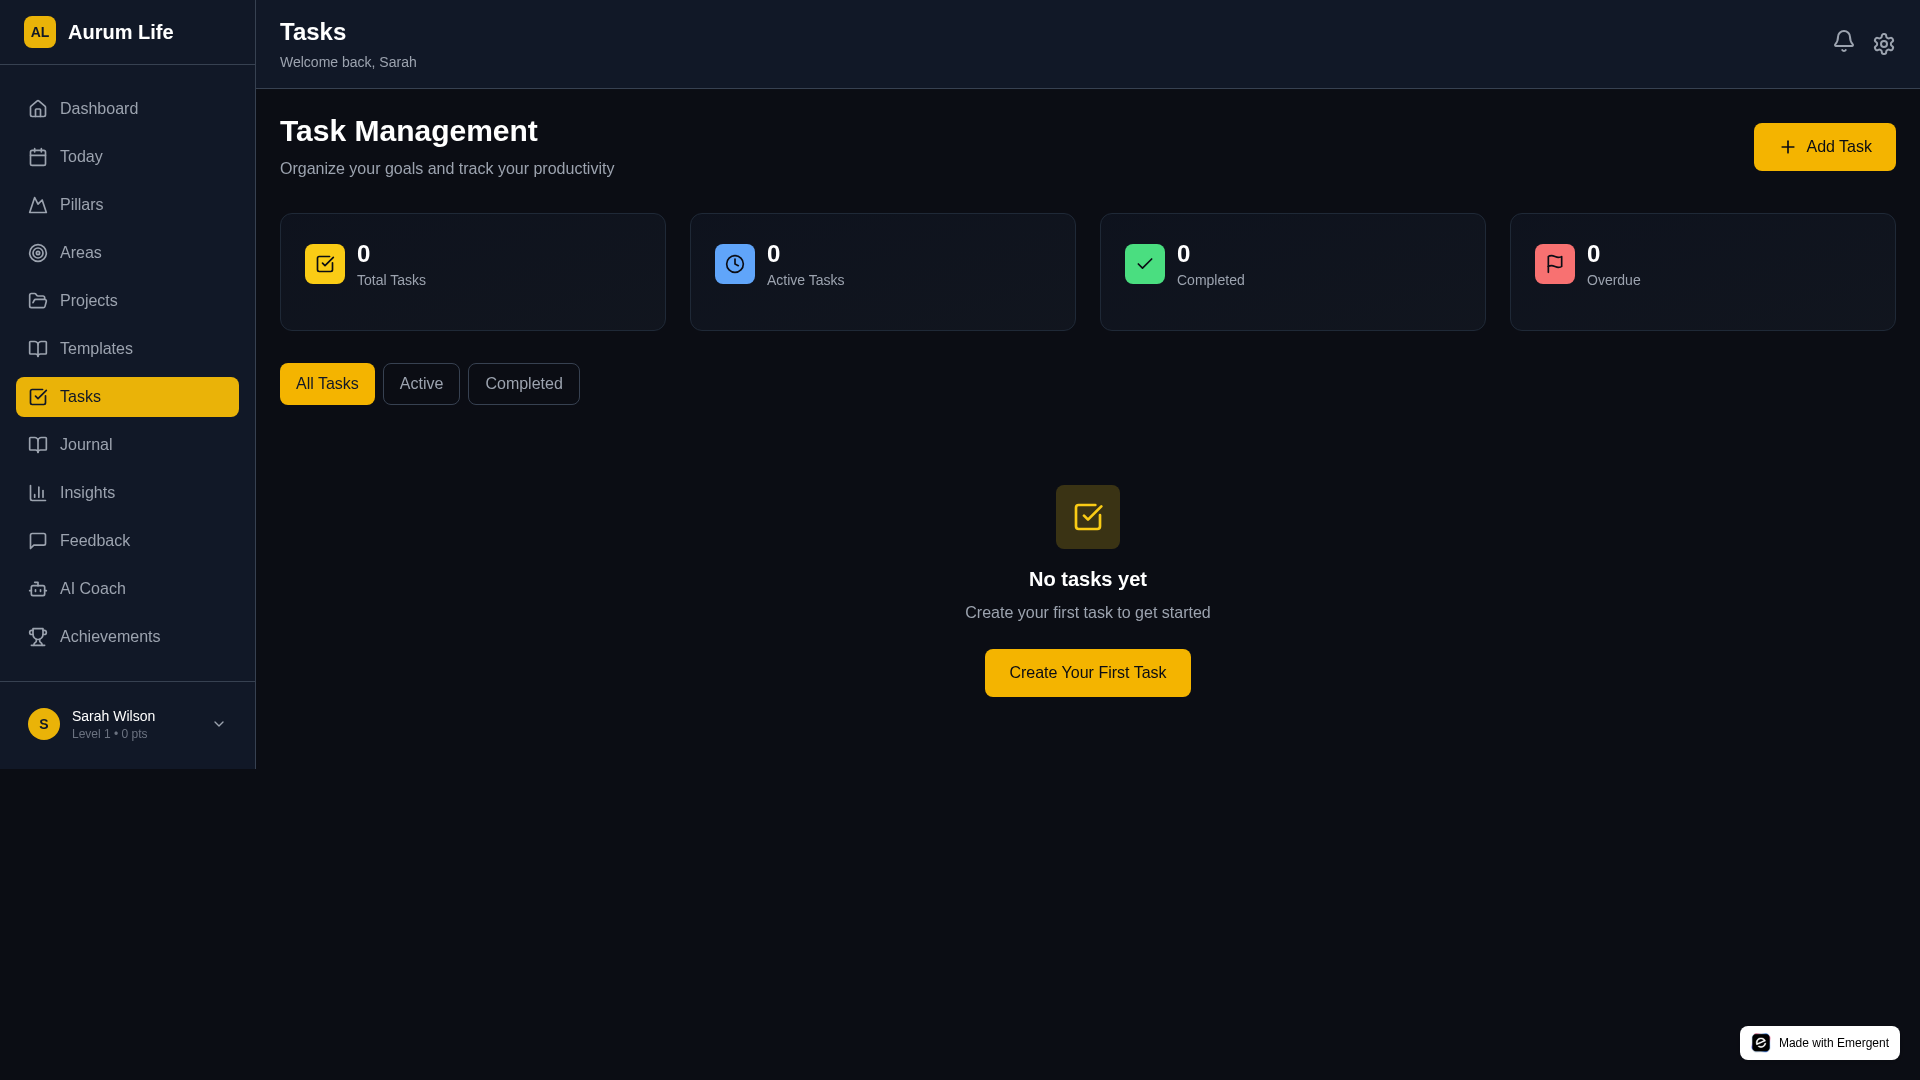 AL
Aurum Life
Dashboard
Today
Pillars
Areas
Projects
Templates
Tasks
Journal
Insights
Feedback
AI Coach
Achievements
S
Sarah Wilson
Level 1 • 0 pts
Tasks
Welcome back, Sarah
Task Management
Organize your goals and track your productivity
Add Task
0
Total Tasks
0
Active Tasks
0
Completed
0
Overdue
All Tasks
Active
Completed
No tasks yet
Create your first task to get started
Create Your First Task
Made with Emergent